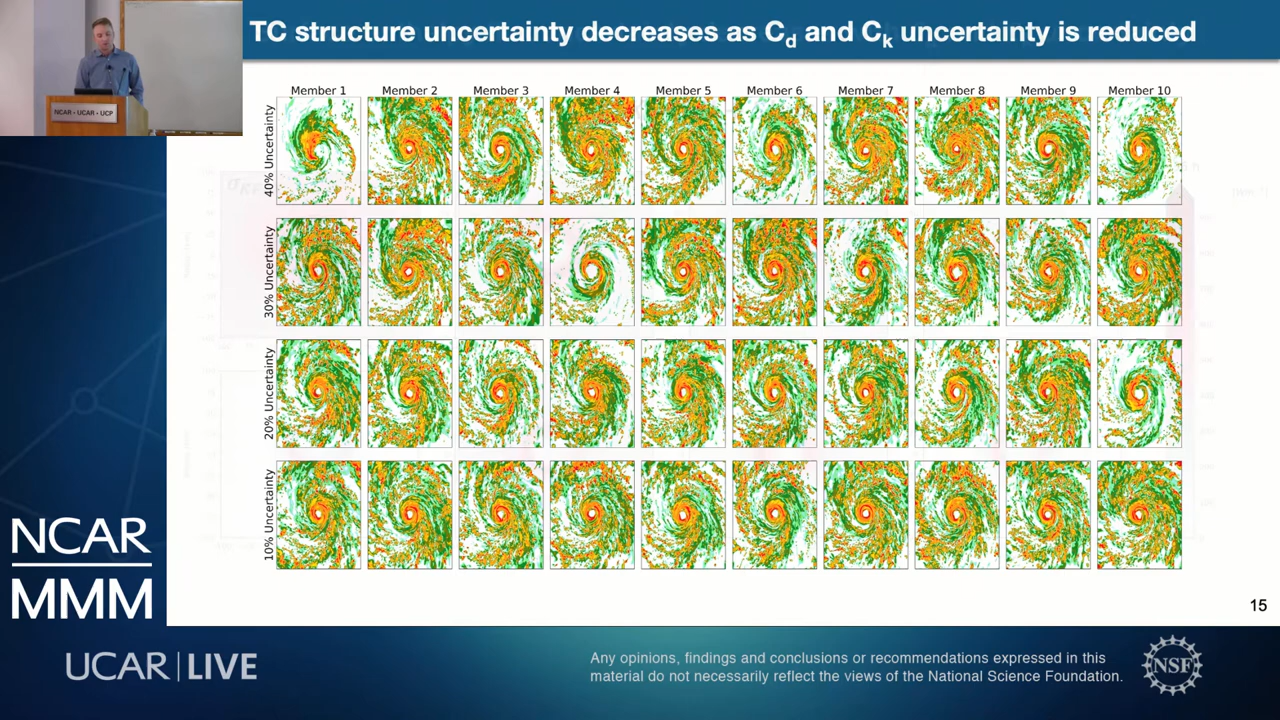 TC structure uncertainty decreases as Cd and Ck uncertainty is reduced
NCAR • UCAR • UCP
Member 1 Member 2 Member 3 Member 4 Member 5 Member 6 Member 7 Member 8 Member 9 Member 10
40% Uncertainty
30% Uncertainty
20% Uncertainty
10% Uncertainty
15
NCAR
MMM
UCAR | LIVE
Any opinions, findings and conclusions or recommendations expressed in this
material do not necessarily reflect the views of the National Science Foundation.
NSF